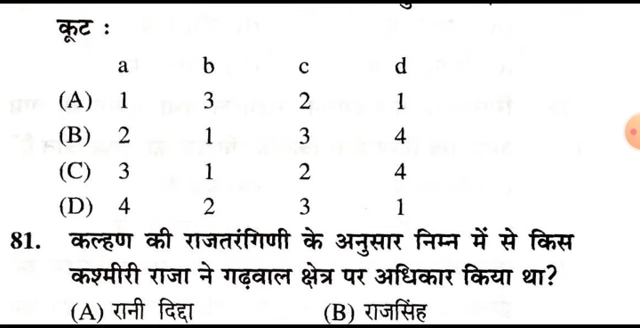 कूट :
a b c d
(A) 1 3 2 1
(B) 2 1 3 4
(C) 3 1 2 4
(D) 4 2 3 1
81. कल्हण की राजतरंगिणी के अनुसार निम्न में से किस
कश्मीरी राजा ने गढ़वाल क्षेत्र पर अधिकार किया था?
(A) रानी दिद्दा (B) राजसिंह